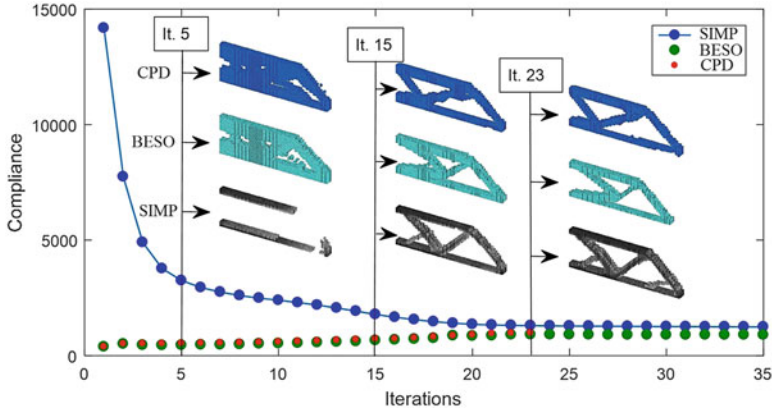 15000
10000
5000
0
Compliance
0
5
10
15
20
25
30
35
Iterations
It. 5
It. 15
It. 23
CPD
BESO
SIMP
SIMP
BESO
CPD